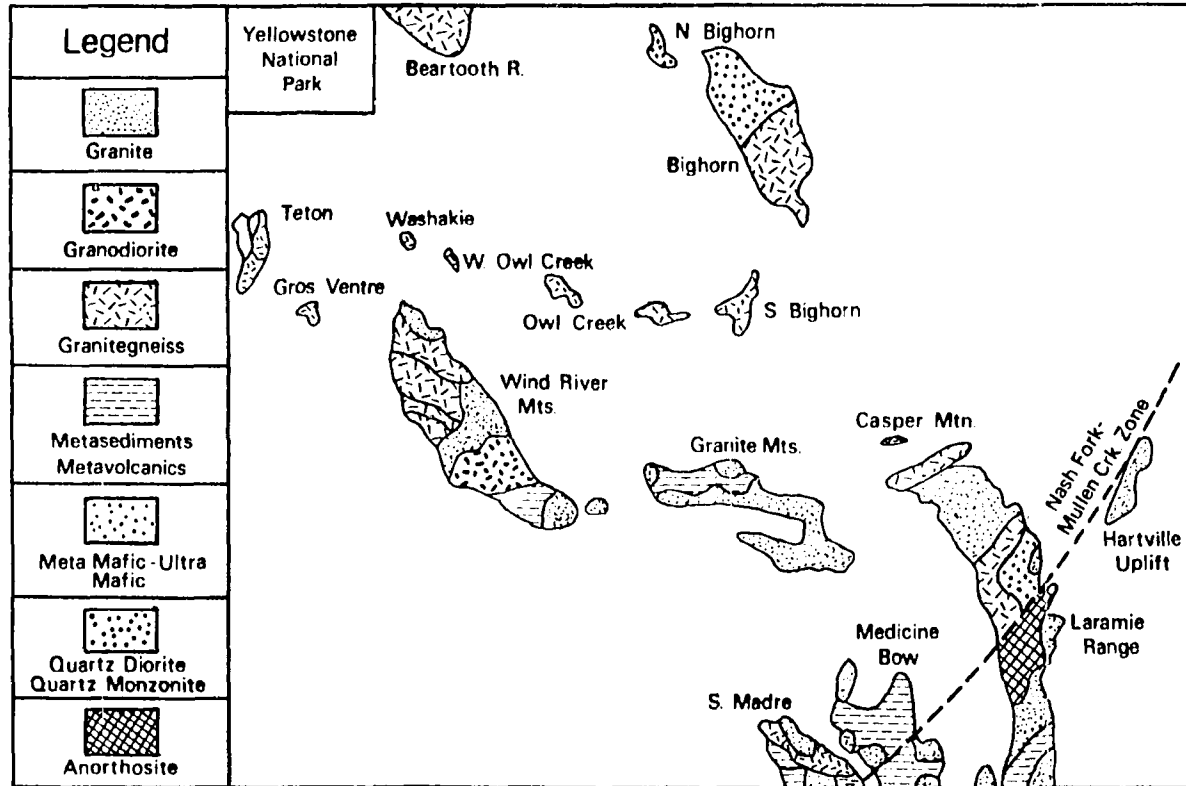 Legend
Granite
Granodiorite
Granitegneiss
Metasediments
Metavolcanics
Meta Mafic-Ultra
Mafic
Quartz Diorite
Quartz Monzonite
Anorthosite
Yellowstone
National
Park
Beartooth R.
N Bighorn
Bighorn
Teton
Washakie
W. Owl Creek
Gros Ventre
Owl Creek
S Bighorn
Wind River
Mts.
Granite Mts.
Casper Mtn.
Nash Fork-
Mullen Crk Zone
Hartville
Uplift
Laramie
Range
Medicine
Bow
S. Madre